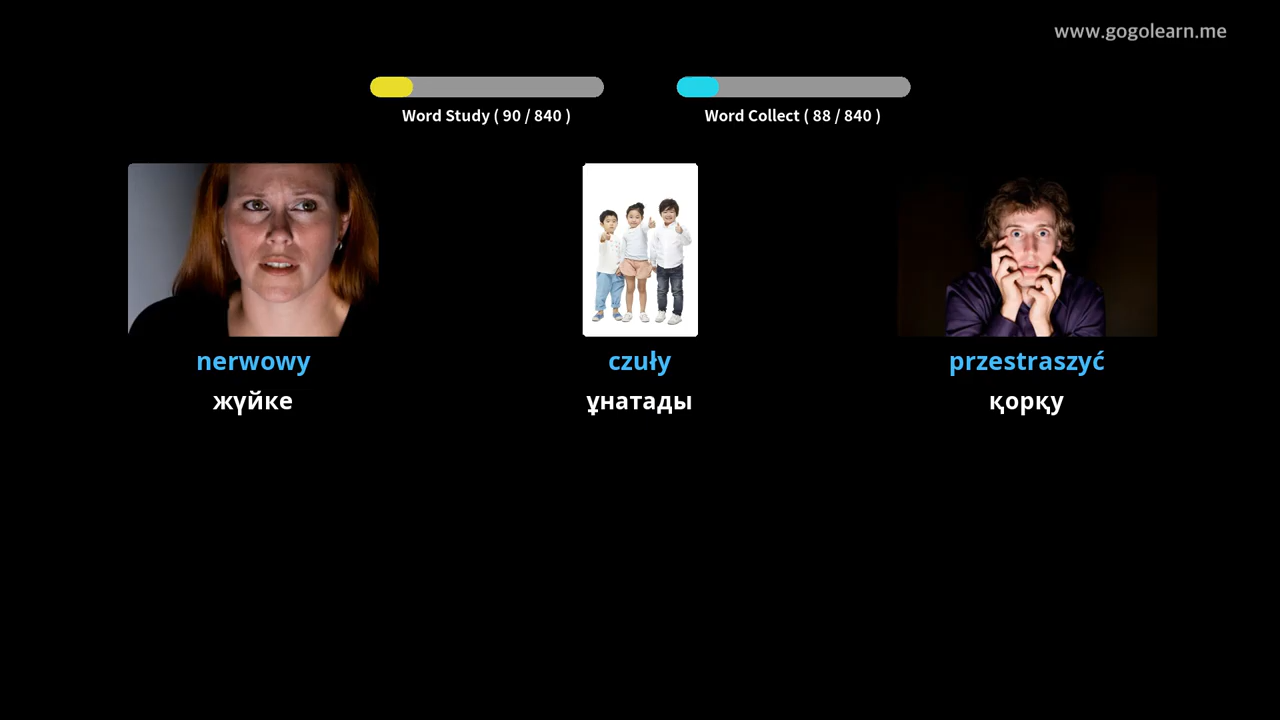 www.gogolearn.me
Word Study ( 90 / 840 )
Word Collect ( 88 / 840 )
nerwowy
czuły
przestraszyć
жүйке
ұнатады
қорқу